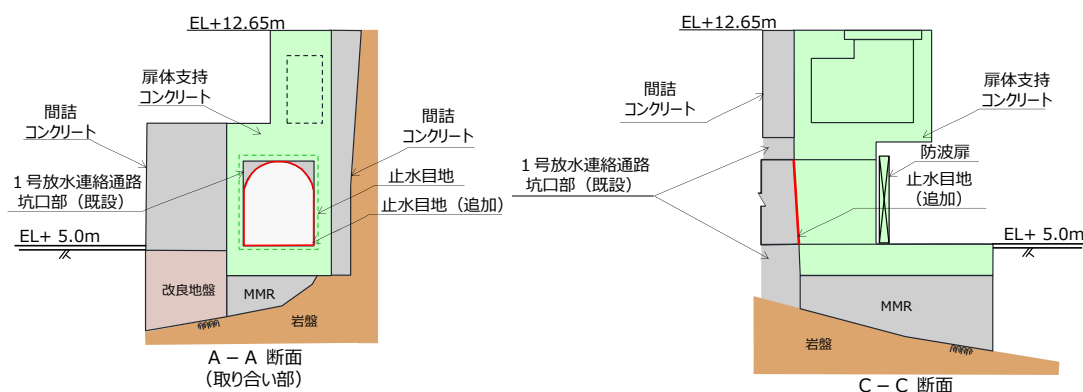 EL+12.65m
扉体支持
コンクリート
間詰
コンクリート
間詰
コンクリート
1号放水連絡通路
坑口部（既設）
止水目地
止水目地（追加）
EL+ 5.0m
改良地盤
MMR
岩盤
A − A 断面
（取り合い部）
EL+12.65m
間詰
コンクリート
扉体支持
コンクリート
1号放水連絡通路
坑口部（既設）
防波扉
止水目地
（追加）
EL+ 5.0m
MMR
岩盤
C − C 断面